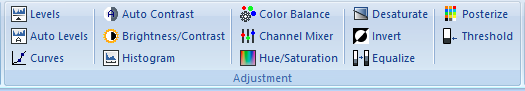 Levels
Auto Levels
Curves
Auto Contrast
Brightness/Contrast
Histogram
Color Balance
Channel Mixer
Hue/Saturation
Desaturate
Invert
Equalize
Posterize
Threshold
Adjustment